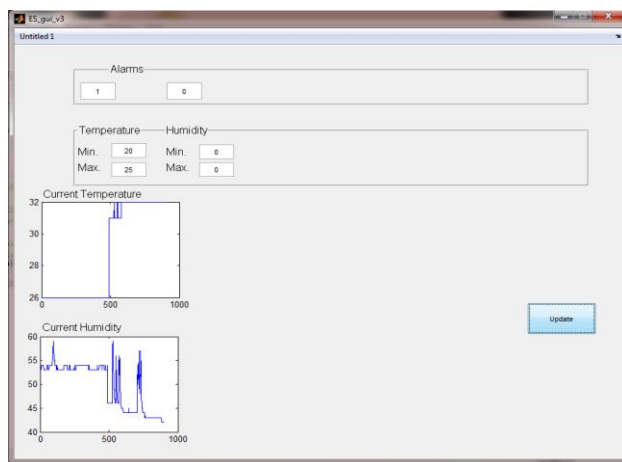 ES_gui_v3
Untitled 1
Alarms
1 0
Temperature Humidity
Min. 20 Min. 0
Max. 25 Max. 0
Current Temperature
32
30
28
26
0 500 1000
Update
Current Humidity
60
55
50
45
40
0 500 1000